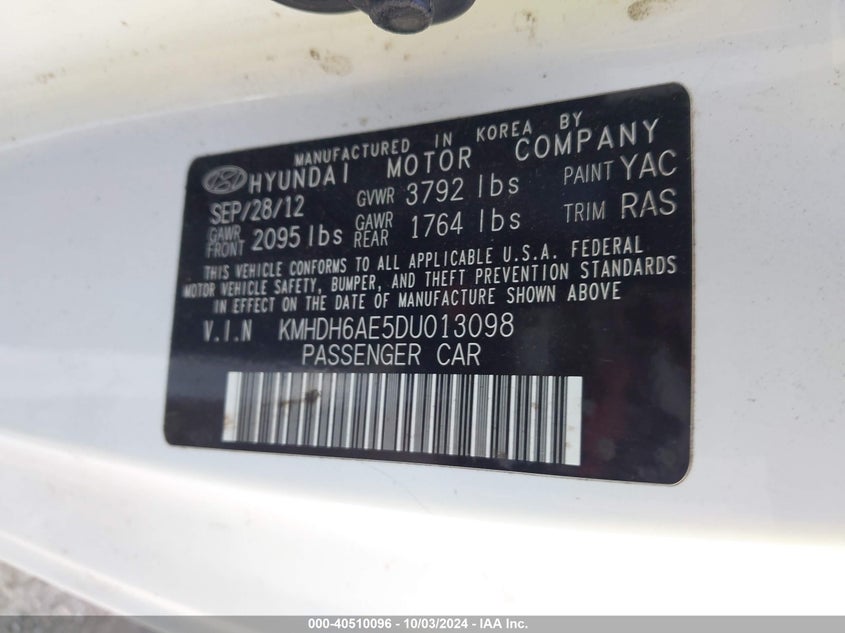 MANUFACTURED IN KOREA BY
HYUNDAI MOTOR COMPANY
SEP/28/12 GVWR 3792 lbs PAINT YAC
GAWR FRONT 2095 lbs GAWR REAR 1764 lbs TRIM RAS
THIS VEHICLE CONFORMS TO ALL APPLICABLE U.S.A. FEDERAL
MOTOR VEHICLE SAFETY, BUMPER, AND THEFT PREVENTION STANDARDS
IN EFFECT ON THE DATE OF MANUFACTURE SHOWN ABOVE
V.I.N KMHDH6AE5DU013098
PASSENGER CAR
000-40510096 - 10/03/2024 - IAA Inc.